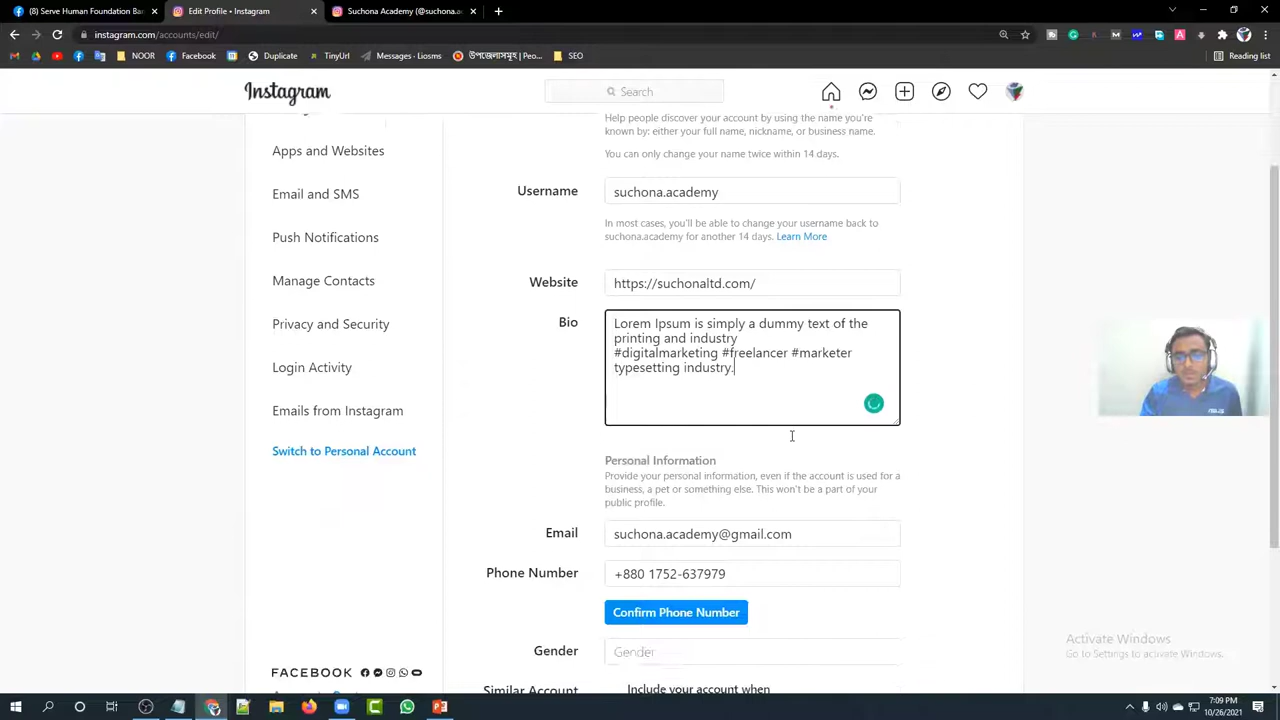 (8) Serve Human Foundation Ban
Edit Profile • Instagram
Suchona Academy (@suchona.ac
instagram.com/accounts/edit/
NOOR
Facebook
Duplicate
TinyURL
Messages - Liosms
উপজেলাসমূহ | Esta...
SEO
Reading list
Instagram
Search
Help people discover your account by using the name you're
known by: either your full name, nickname, or business name.
You can only change your name twice within 14 days.
Apps and Websites
Email and SMS
Push Notifications
Manage Contacts
Privacy and Security
Login Activity
Emails from Instagram
Switch to Personal Account
Username
suchona.academy
In most cases, you'll be able to change your username back to
suchona.academy for another 14 days. Learn More
Website
https://suchonaltd.com/
Bio
Lorem Ipsum is simply a dummy text of the
printing and industry
#digitalmarketing #freelancer #marketer
typesetting industry.
Personal Information
Provide your personal information, even if the account is used for a
business, a pet or something else. This won't be a part of your
public profile.
Email
suchona.academy@gmail.com
Phone Number
+880 1752-637979
Confirm Phone Number
Gender
Gender
Similar Account
Include your account when
FACEBOOK
Activate Windows
Go to Settings to activate Windows.
7:09 PM
10/26/2021